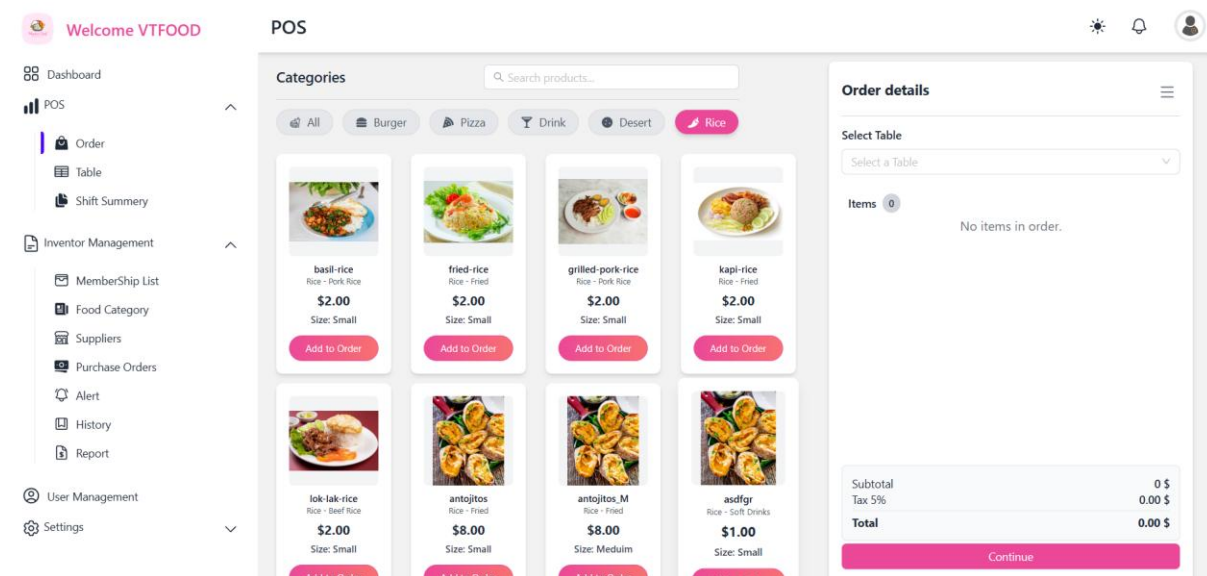 Welcome VTFOOD
Dashboard
POS
Order
Table
Shift Summery
Inventor Management
MemberShip List
Food Category
Suppliers
Purchase Orders
Alert
History
Report
User Management
Settings
POS
Categories
Search products...
All
Burger
Pizza
Drink
Desert
Rice
basil-rice
Rice - Pork Rice
$2.00
Size: Small
Add to Order
fried-rice
Rice - Fried
$2.00
Size: Small
Add to Order
grilled-pork-rice
Rice - Pork Rice
$2.00
Size: Small
Add to Order
kapi-rice
Rice - Fried
$2.00
Size: Small
Add to Order
lok-lak-rice
Rice - Beef Rice
$2.00
Size: Small
antojitos
Rice - Fried
$8.00
Size: Small
antojitos_M
Rice - Fried
$8.00
Size: Meduim
asdfgr
Rice - Soft Drinks
$1.00
Size: Small
Order details
Select Table
Select a Table
Items 0
No items in order.
Subtotal 0 $
Tax 5% 0.00 $
Total 0.00 $
Continue